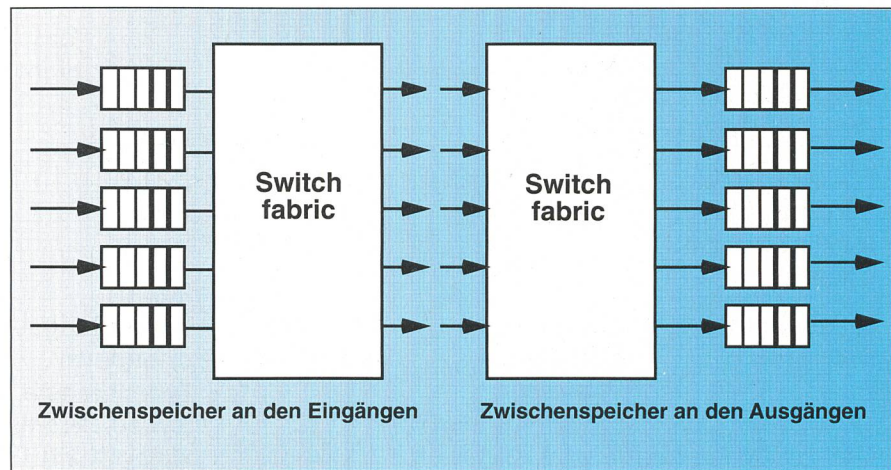 Switch
fabric
Switch
fabric
Zwischenspeicher an den Eingängen
Zwischenspeicher an den Ausgängen